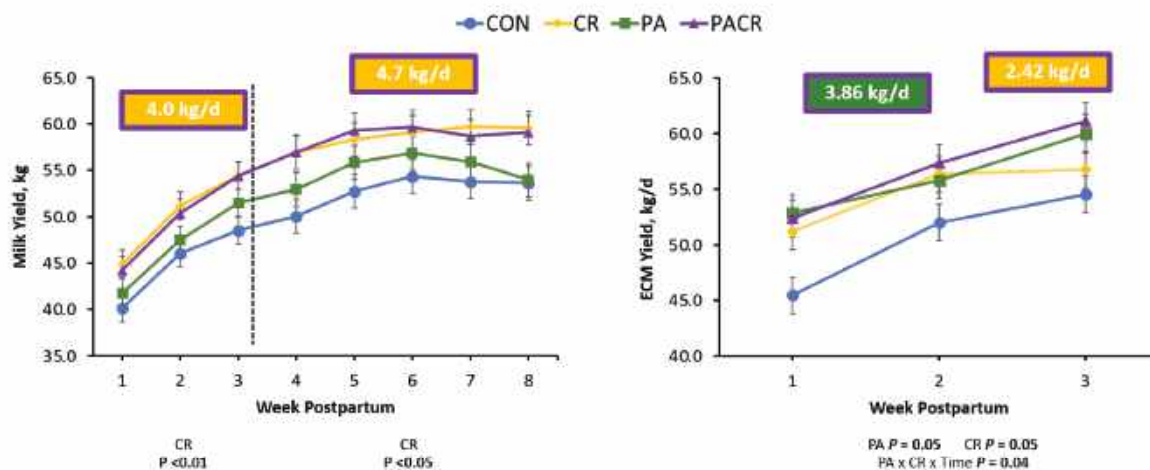 CON CR PA PACR
4.0 kg/d
4.7 kg/d
Milk Yield, kg
65.0
60.0
55.0
50.0
45.0
40.0
35.0
1 2 3 4 5 6 7 8
Week Postpartum
CR
P <0.01
CR
P <0.05
3.86 kg/d
2.42 kg/d
ECM Yield, kg/d
65.0
60.0
55.0
50.0
45.0
40.0
1 2 3
Week Postpartum
PA P = 0.05 CR P = 0.05
PA x CR x Time P = 0.04